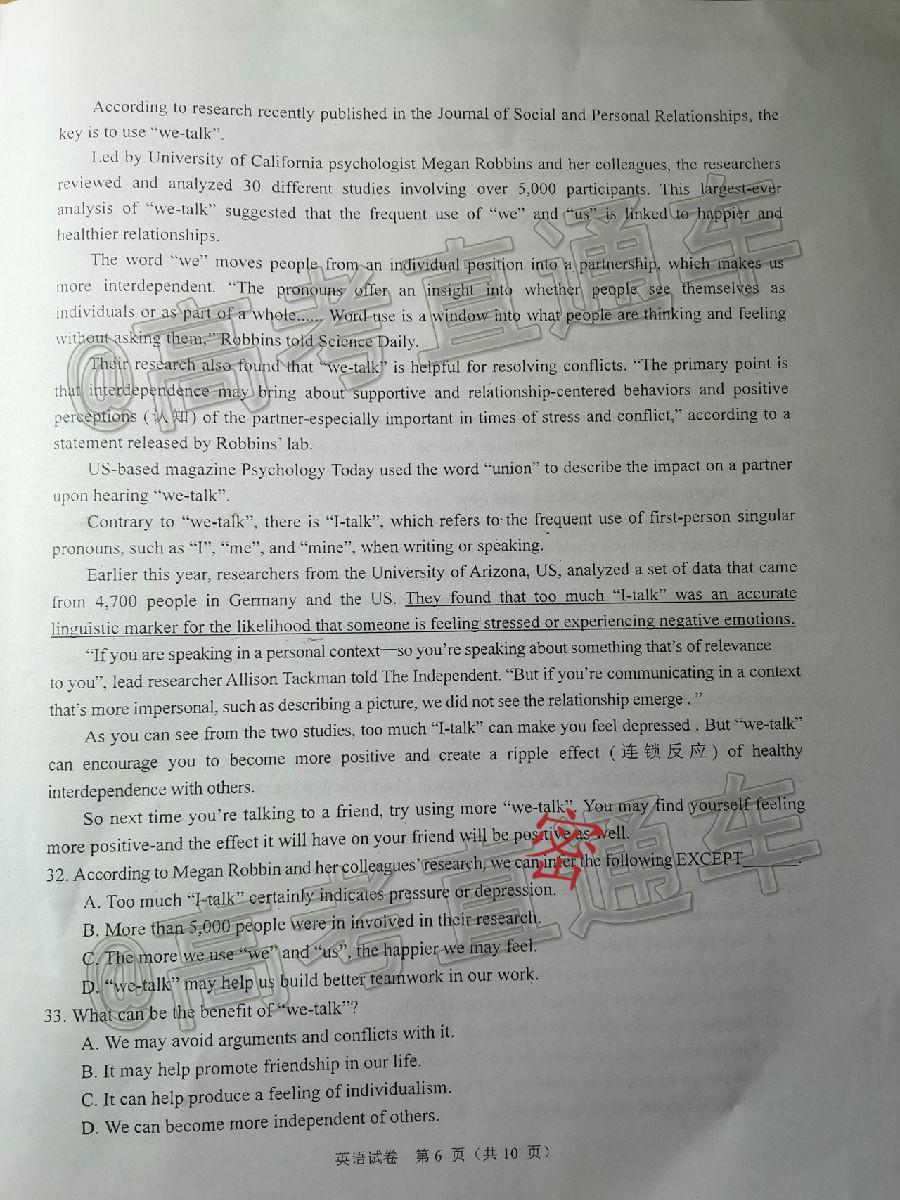 According to research recently published in the Journal of Social and Personal Relationships, the
key is to use “we-talk”.
Led by University of California psychologist Megan Robbins and her colleagues, the researchers
reviewed and analyzed 30 different studies involving over 5,000 participants. This largest-ever
analysis of “we-talk” suggested that the frequent use of “we” and “us” is linked to happier and
healthier relationships.
The word “we” moves people from an individual position into a partnership, which makes us
more interdependent. “The pronouns offer an insight into whether people see themselves as
individuals or as part of a whole...... Word use is a window into what people are thinking and feeling
without asking them,” Robbins told Science Daily.
Their research also found that “we-talk” is helpful for resolving conflicts. “The primary point is
that interdependence may bring about supportive and relationship-centered behaviors and positive
perceptions (认知) of the partner-especially important in times of stress and conflict,” according to a
statement released by Robbins’ lab.
US-based magazine Psychology Today used the word “union” to describe the impact on a partner
upon hearing “we-talk”.
Contrary to “we-talk”, there is “I-talk”, which refers to the frequent use of first-person singular
pronouns, such as “I”, “me”, and “mine”, when writing or speaking.
Earlier this year, researchers from the University of Arizona, US, analyzed a set of data that came
from 4,700 people in Germany and the US. They found that too much “I-talk” was an accurate
linguistic marker for the likelihood that someone is feeling stressed or experiencing negative emotions.
“If you are speaking in a personal context—so you’re speaking about something that’s of relevance
to you”, lead researcher Allison Tackman told The Independent. “But if you’re communicating in a context
that’s more impersonal, such as describing a picture, we did not see the relationship emerge .”
As you can see from the two studies, too much “I-talk” can make you feel depressed . But “we-talk”
can encourage you to become more positive and create a ripple effect (连锁反应) of healthy
interdependence with others.
So next time you’re talking to a friend, try using more “we-talk”. You may find yourself feeling
more positive-and the effect it will have on your friend will be positive as well.
密
32. According to Megan Robbin and her colleagues’ research, we can infer the following EXCEPT______.
A. Too much “I-talk” certainly indicates pressure or depression.
B. More than 5,000 people were in involved in their research.
C. The more we use “we” and “us”, the happier we may feel.
D. “we-talk” may help us build better teamwork in our work.
33. What can be the benefit of “we-talk”?
A. We may avoid arguments and conflicts with it.
B. It may help promote friendship in our life.
C. It can help produce a feeling of individualism.
D. We can become more independent of others.
英语试卷 第 6 页（共 10 页）
@高考直通车
@高考直通车